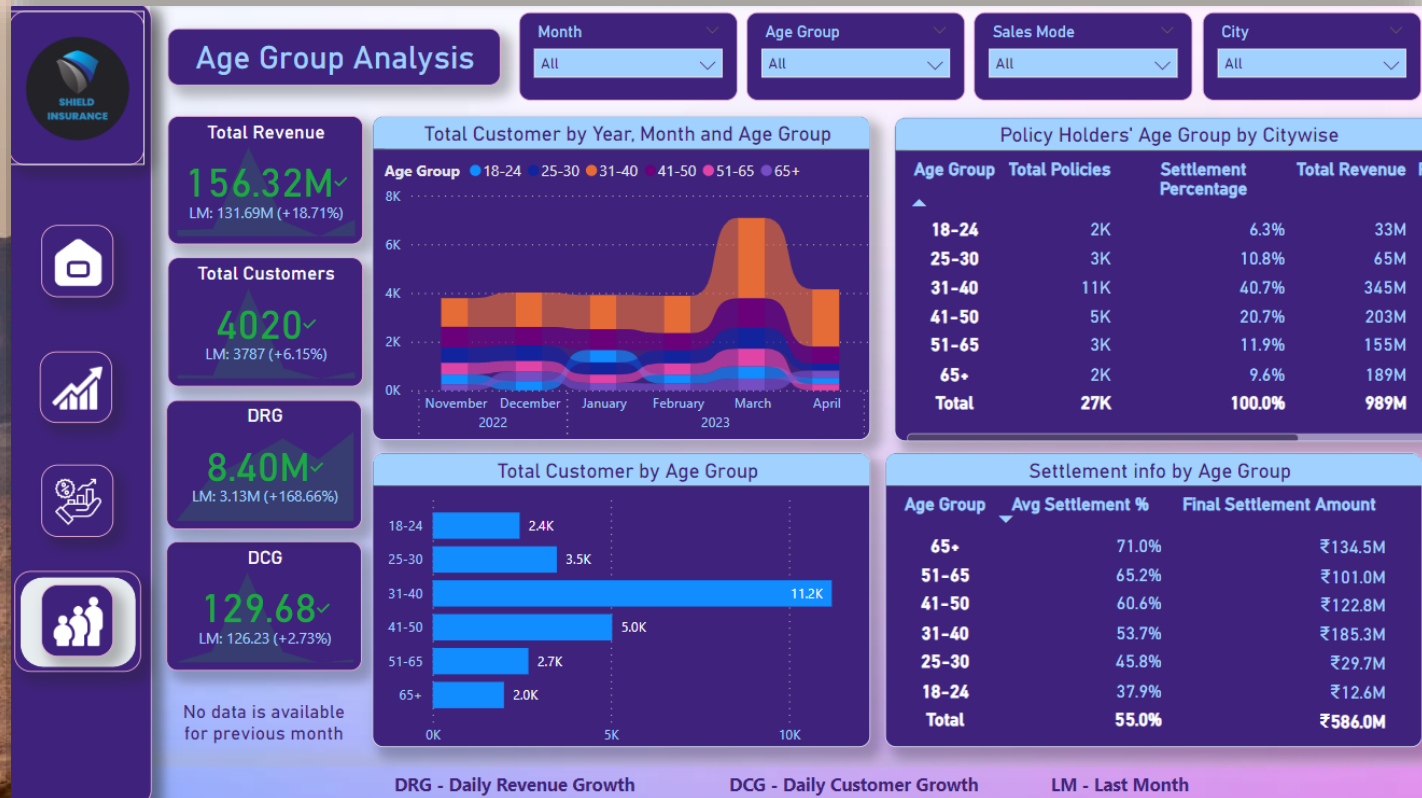 SHIELD
INSURANCE
Age Group Analysis
Month
All
Age Group
All
Sales Mode
All
City
All
Total Revenue
156.32M
LM: 131.69M (+18.71%)
Total Customers
4020
LM: 3787 (+6.15%)
DRG
8.40M
LM: 3.13M (+168.66%)
DCG
129.68
LM: 126.23 (+2.73%)
No data is available
for previous month
Total Customer by Year, Month and Age Group
Age Group 18-24 25-30 31-40 41-50 51-65 65+
8K
6K
4K
2K
0K
November December January February March April
2022 2023
Policy Holders' Age Group by Citywise
Age Group Total Policies Settlement Percentage Total Revenue
18-24 2K 6.3% 33M
25-30 3K 10.8% 65M
31-40 11K 40.7% 345M
41-50 5K 20.7% 203M
51-65 3K 11.9% 155M
65+ 2K 9.6% 189M
Total 27K 100.0% 989M
Total Customer by Age Group
18-24 2.4K
25-30 3.5K
31-40 11.2K
41-50 5.0K
51-65 2.7K
65+ 2.0K
0K 5K 10K
Settlement info by Age Group
Age Group Avg Settlement % Final Settlement Amount
65+ 71.0% ₹134.5M
51-65 65.2% ₹101.0M
41-50 60.6% ₹122.8M
31-40 53.7% ₹185.3M
25-30 45.8% ₹29.7M
18-24 37.9% ₹12.6M
Total 55.0% ₹586.0M
DRG - Daily Revenue Growth DCG - Daily Customer Growth LM - Last Month